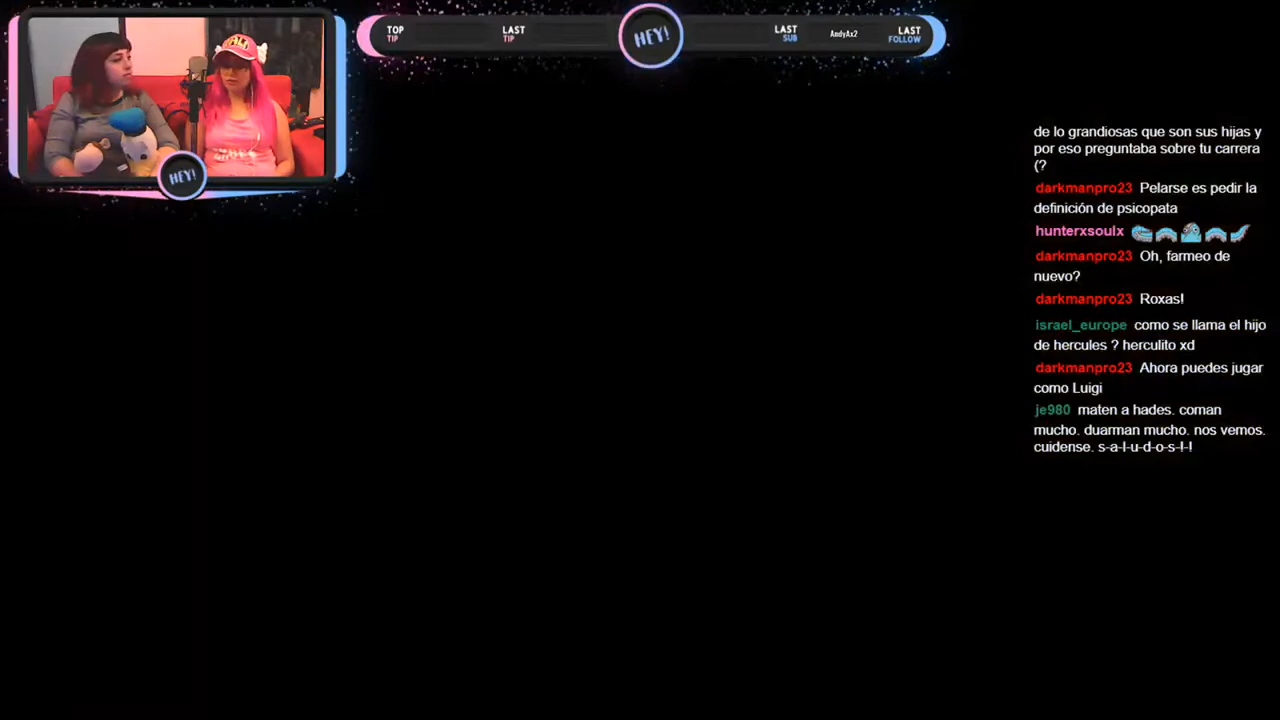 TOP
TIP
LAST
TIP
HEY!
LAST
SUB
AndyAx2
LAST
FOLLOW
HEY!
de lo grandiosas que son sus hijas y
por eso preguntaba sobre tu carrera
(?
darkmanpro23 Pelarse es pedir la
definición de psicopata
hunterxsoulx
darkmanpro23 Oh, farmeo de
nuevo?
darkmanpro23 Roxas!
israel_europe como se llama el hijo
de hercules ? herculito xd
darkmanpro23 Ahora puedes jugar
como Luigi
je980 maten a hades. coman
mucho. duarman mucho. nos vemos.
cuidense. s-a-l-u-d-o-s-!-!